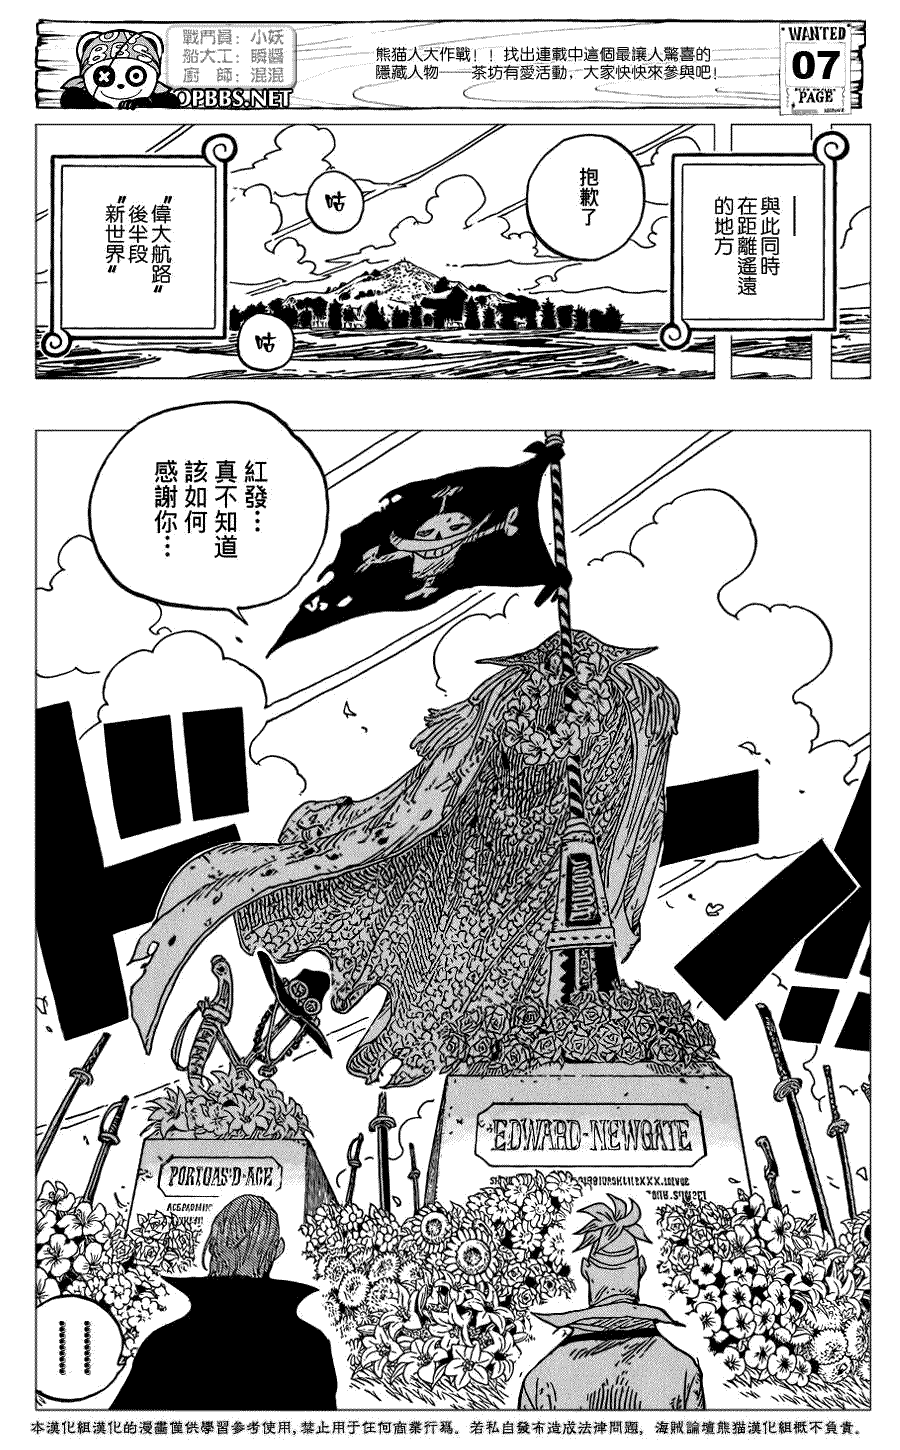 戰鬥員：小妖
船大工：瞬醬
廚　師：混混
OPBBS.NET
熊猫人大作戰！！找出連載中這個最讓人驚喜的
隱藏人物——茶坊有愛活動，大家快快來參與吧！
WANTED
07
PAGE
——
與此同時
在距離遙遠
的地方
抱歉了
咕
咕
“偉大航路”
後半段
“新世界”
紅發…
真不知道
該如何
感謝你…
EDWARD·NEWGATE
PORTGAS·D·ACE
!!
本漢化組漢化的漫畫僅供學習參考使用,禁止用于任何商業行爲。若私自發布造成法律問題，海賊論壇熊猫漢化組概不負責。